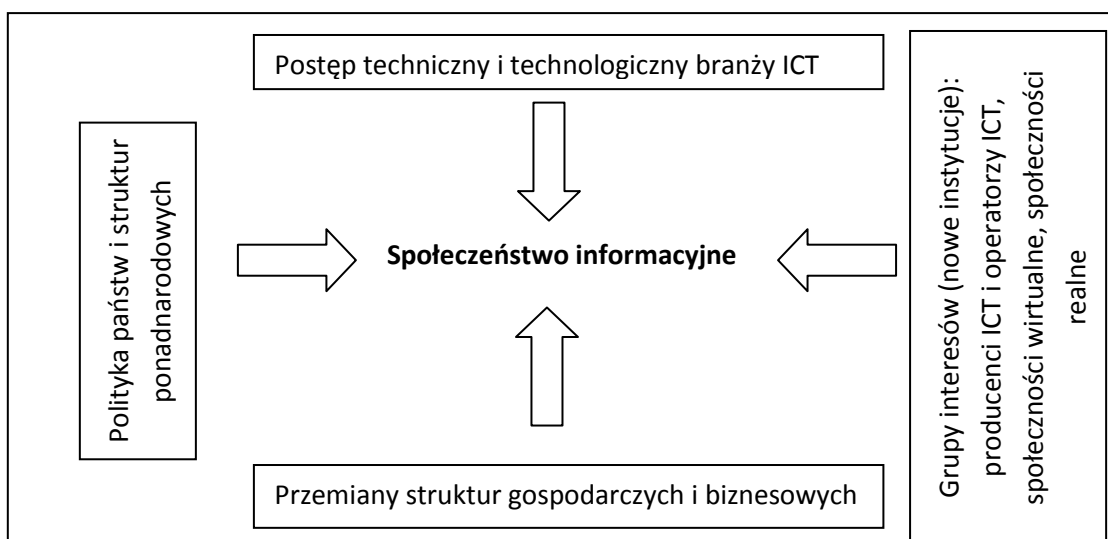 Postęp techniczny i technologiczny branży ICT
Polityka państw i struktur
ponadnarodowych
Społeczeństwo informacyjne
Grupy interesów (nowe instytucje):
producenci ICT i operatorzy ICT,
społeczności wirtualne, społeczności
realne
Przemiany struktur gospodarczych i biznesowych